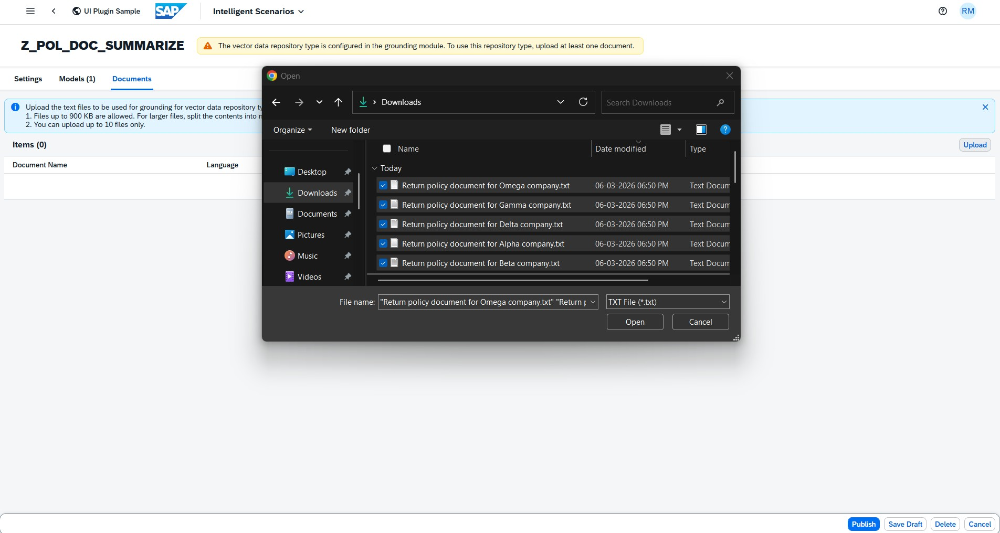 UI Plugin Sample
SAP
Intelligent Scenarios
RM
Z_POL_DOC_SUMMARIZE
The vector data repository type is configured in the grounding module. To use this repository type, upload at least one document.
Settings
Models (1)
Documents
Upload the text files to be used for grounding for vector data repository
1. Files up to 900 KB are allowed. For larger files, split the contents into
2. You can upload up to 10 files only.
Items (0)
Upload
Document Name
Language
Open
Downloads
Search Downloads
Organize
New folder
Name
Date modified
Type
Desktop
Downloads
Documents
Pictures
Music
Videos
Today
Return policy document for Omega company.txt 06-03-2026 06:50 PM Text Docum
Return policy document for Gamma company.txt 06-03-2026 06:50 PM Text Docum
Return policy document for Delta company.txt 06-03-2026 06:50 PM Text Docum
Return policy document for Alpha company.txt 06-03-2026 06:50 PM Text Docum
Return policy document for Beta company.txt 06-03-2026 06:50 PM Text Docum
File name: "Return policy document for Omega company.txt" "Return
TXT File (*.txt)
Open
Cancel
Publish
Save Draft
Delete
Cancel